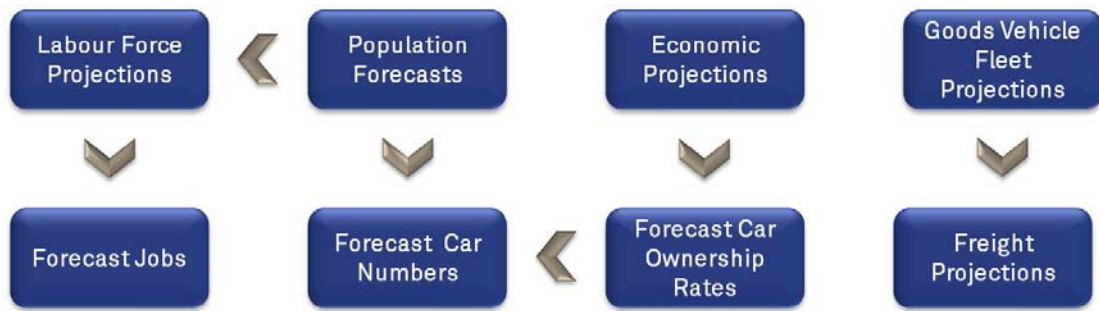 Labour Force
Projections
Population
Forecasts
Economic
Projections
Goods Vehicle
Fleet
Projections
Forecast Jobs
Forecast Car
Numbers
Forecast Car
Ownership
Rates
Freight
Projections